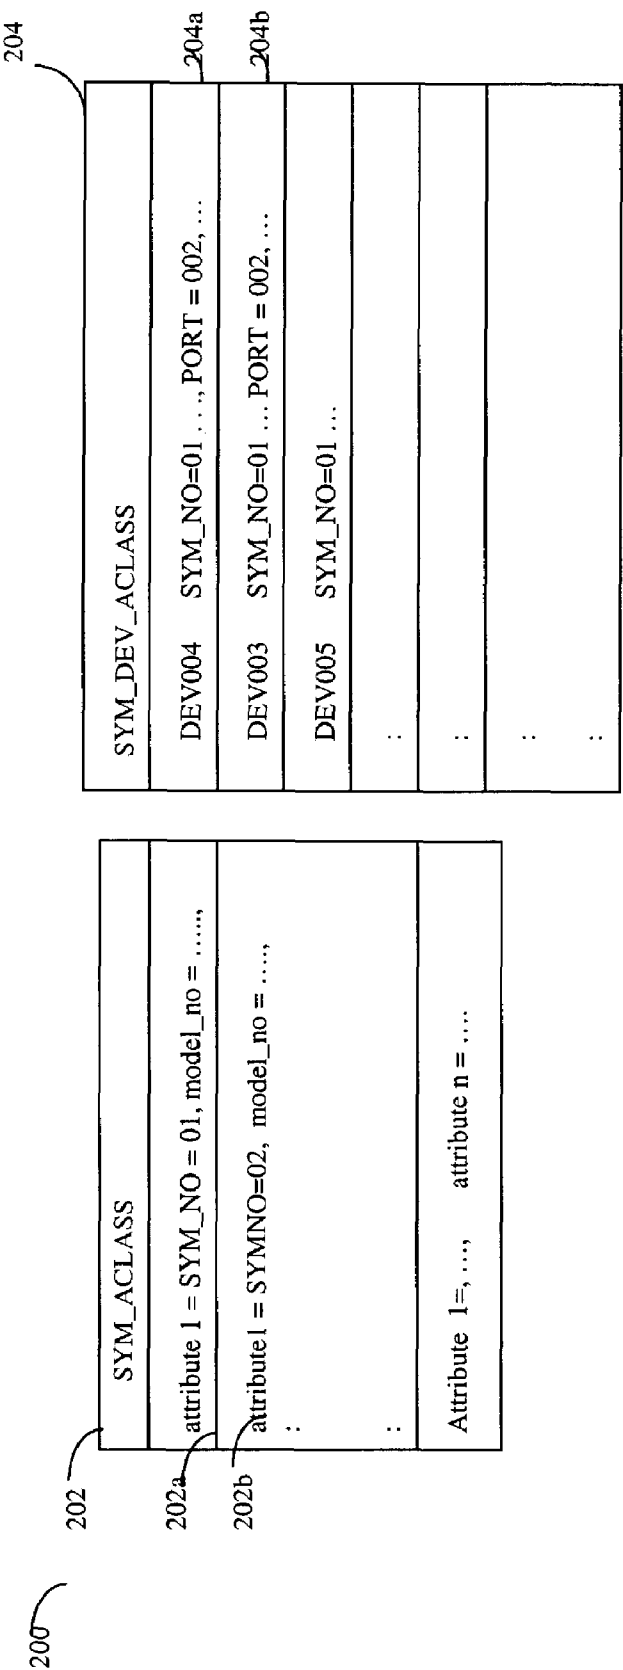 200
202
SYM_ACLASS
202a
attribute 1 = SYM_NO = 01, model_no = ......,
202b
attribute1 = SYMNO=02, model_no = ....,
:
:
Attribute 1=, ..., attribute n = ....
204
SYM_DEV_ACLASS
DEV004 SYM_NO=01 ..., PORT = 002, ...
204a
DEV003 SYM_NO=01 ... PORT = 002, ...
204b
DEV005 SYM_NO=01 ...
:
:
:
: